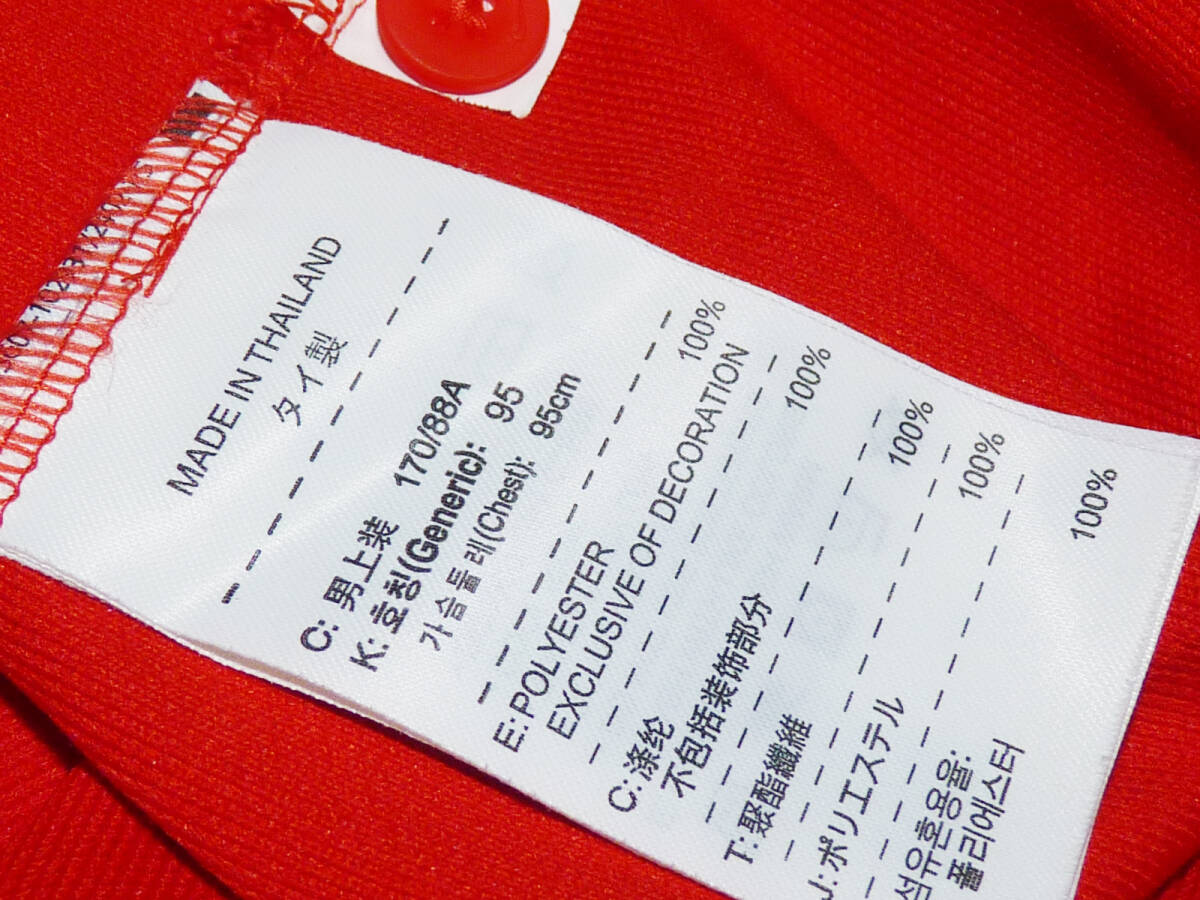 MADE IN THAILAND
タイ製
C: 男上装 170/88A
K: 호칭(Generic): 95
가슴둘레(Chest): 95cm
E: POLYESTER 100%
EXCLUSIVE OF DECORATION
C: 涤纶 100%
不包括装饰部分
T: 聚酯纖維 100%
J: ポリエステル 100%
섬유혼용율:
폴리에스터 100%